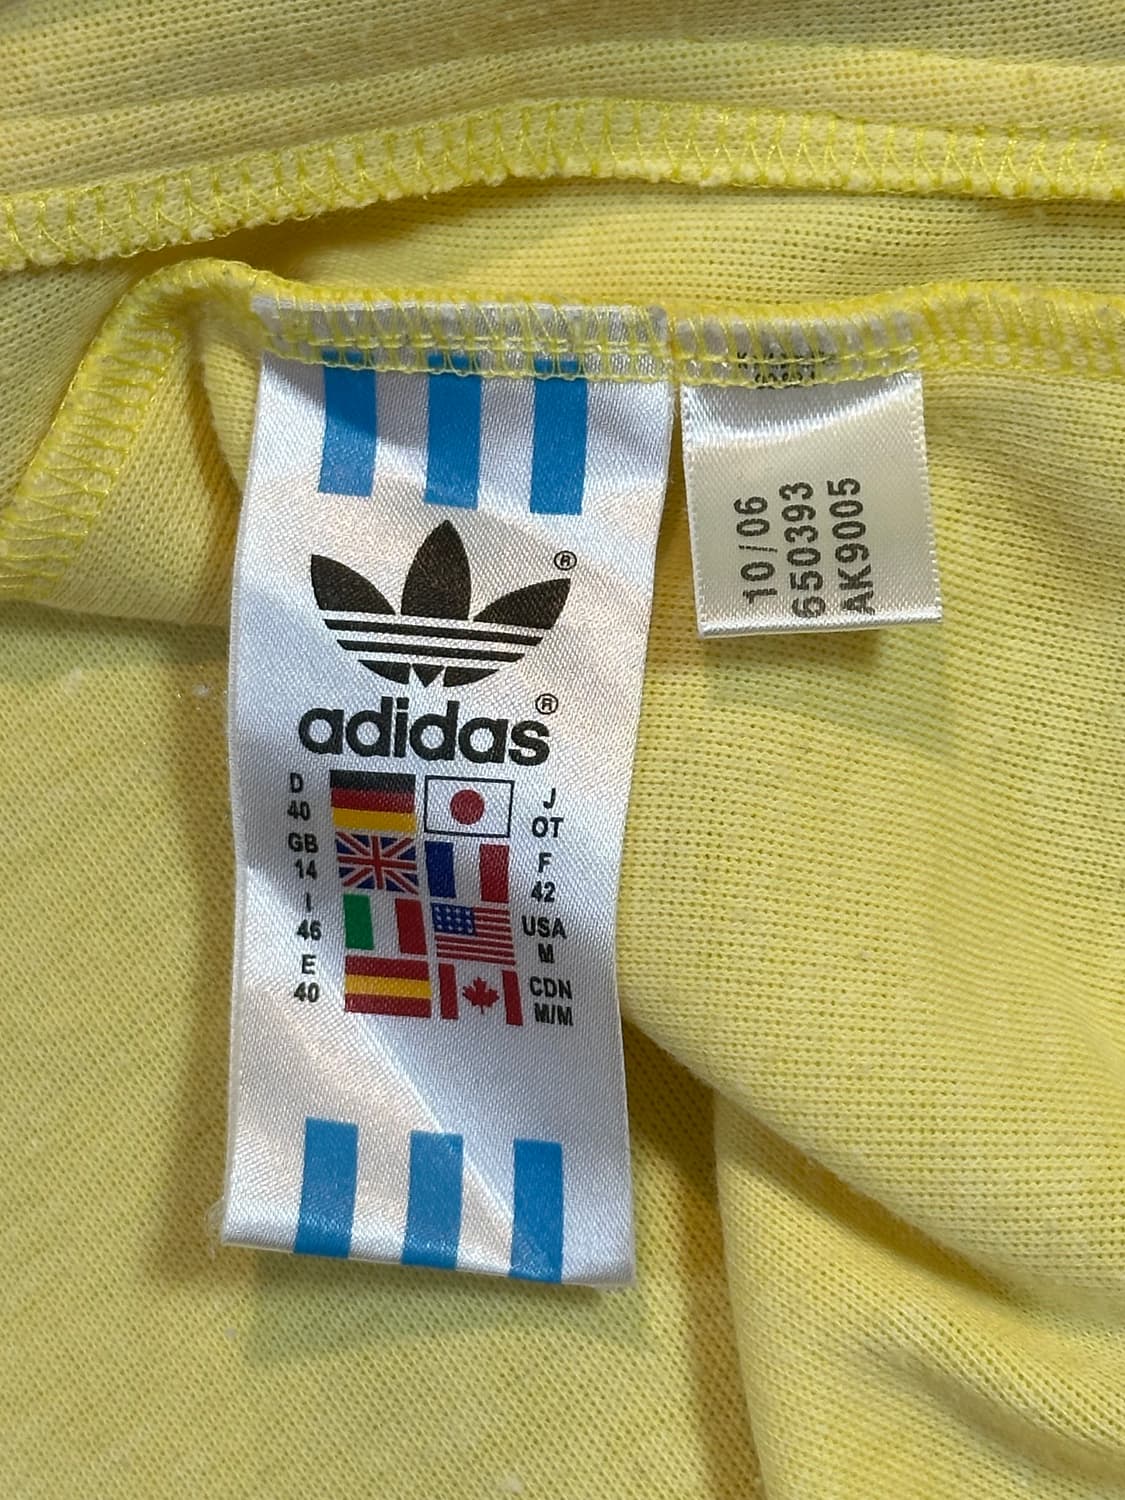 ®
adidas®
D
40
J
OT
GB
14
F
42
I
46
USA
M
E
40
CDN
M/M
10/06
650393
AK9005